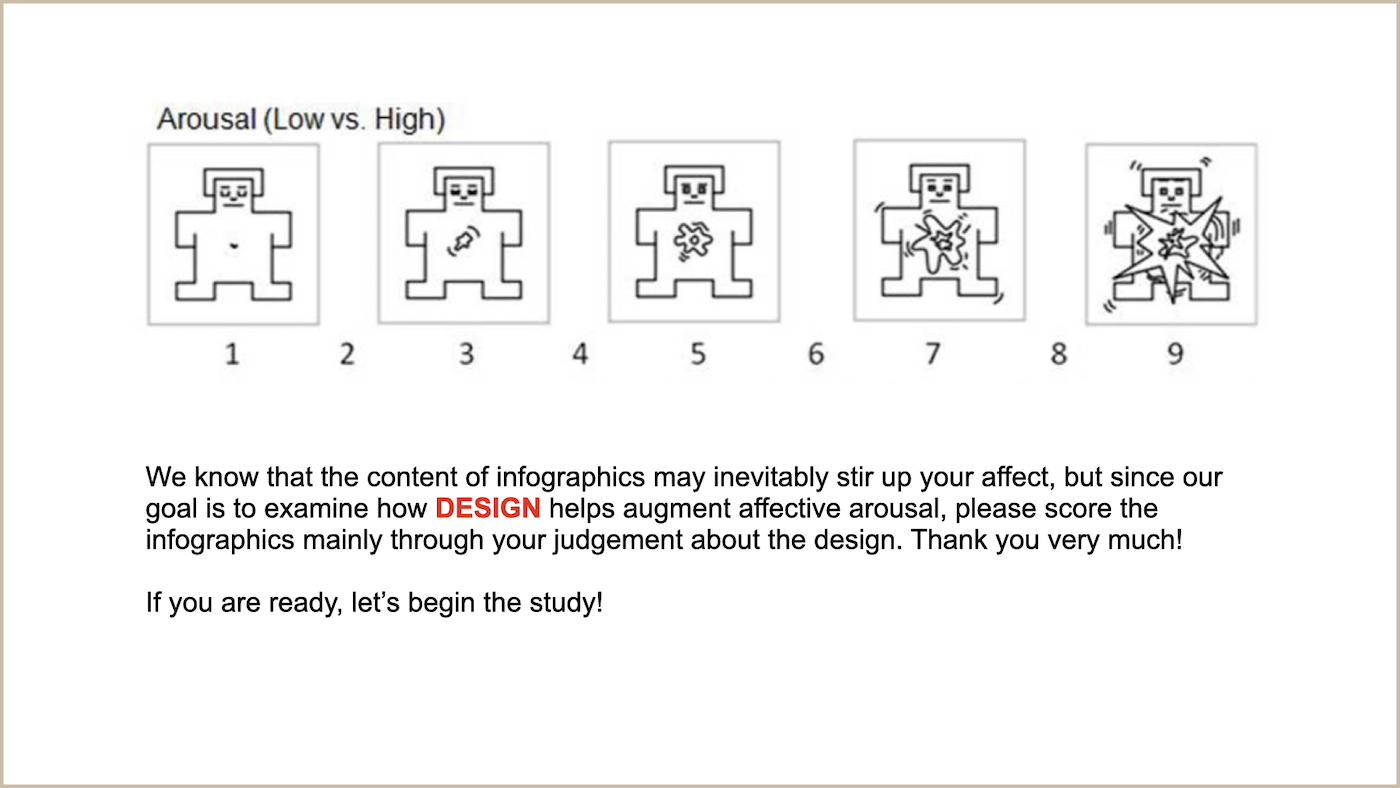 Arousal (Low vs. High)
1 2 3 4 5 6 7 8 9
We know that the content of infographics may inevitably stir up your affect, but since our
goal is to examine how DESIGN helps augment affective arousal, please score the
infographics mainly through your judgement about the design. Thank you very much!
If you are ready, let’s begin the study!